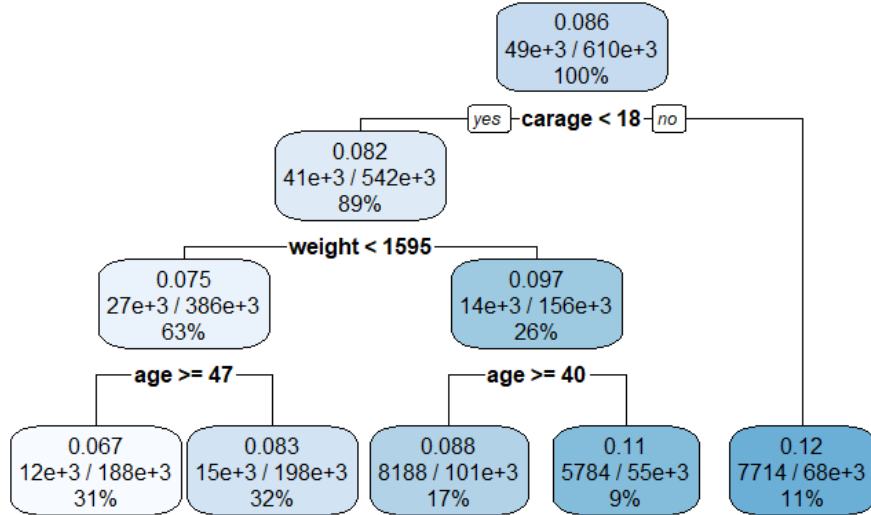 0.086
49e+3 / 610e+3
100%
yes carage < 18 no
0.082
41e+3 / 542e+3
89%
weight < 1595
0.075
27e+3 / 386e+3
63%
0.097
14e+3 / 156e+3
26%
age >= 47
age >= 40
0.067
12e+3 / 188e+3
31%
0.083
15e+3 / 198e+3
32%
0.088
8188 / 101e+3
17%
0.11
5784 / 55e+3
9%
0.12
7714 / 68e+3
11%